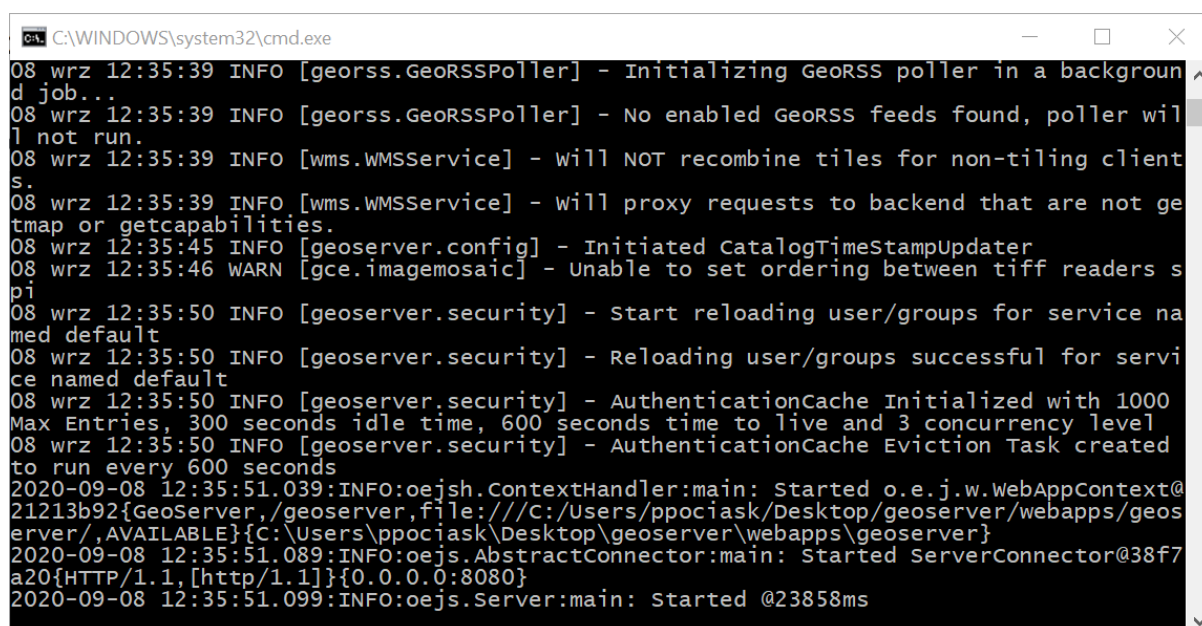 C:\WINDOWS\system32\cmd.exe
08 wrz 12:35:39 INFO [georss.GeoRSSPoller] - Initializing GeoRSS poller in a backgroun
d job...
08 wrz 12:35:39 INFO [georss.GeoRSSPoller] - No enabled GeoRSS feeds found, poller wil
l not run.
08 wrz 12:35:39 INFO [wms.WMSService] - Will NOT recombine tiles for non-tiling client
s.
08 wrz 12:35:39 INFO [wms.WMSService] - Will proxy requests to backend that are not ge
tmap or getcapabilities.
08 wrz 12:35:45 INFO [geoserver.config] - Initiated CatalogTimeStampUpdater
08 wrz 12:35:46 WARN [gce.imagemosaic] - Unable to set ordering between tiff readers s
pi
08 wrz 12:35:50 INFO [geoserver.security] - Start reloading user/groups for service na
med default
08 wrz 12:35:50 INFO [geoserver.security] - Reloading user/groups successful for servi
ce named default
08 wrz 12:35:50 INFO [geoserver.security] - AuthenticationCache Initialized with 1000
Max Entries, 300 seconds idle time, 600 seconds time to live and 3 concurrency level
08 wrz 12:35:50 INFO [geoserver.security] - AuthenticationCache Eviction Task created
to run every 600 seconds
2020-09-08 12:35:51.039:INFO:oejsh.ContextHandler:main: Started o.e.j.w.WebAppContext@
21213b92{GeoServer,/geoserver,file:///C:/Users/ppociask/Desktop/geoserver/webapps/geos
erver/,AVAILABLE}{C:\Users\ppociask\Desktop\geoserver\webapps\geoserver}
2020-09-08 12:35:51.089:INFO:oejs.AbstractConnector:main: Started ServerConnector@38f7
a20{HTTP/1.1,[http/1.1]}{0.0.0.0:8080}
2020-09-08 12:35:51.099:INFO:oejs.Server:main: Started @23858ms